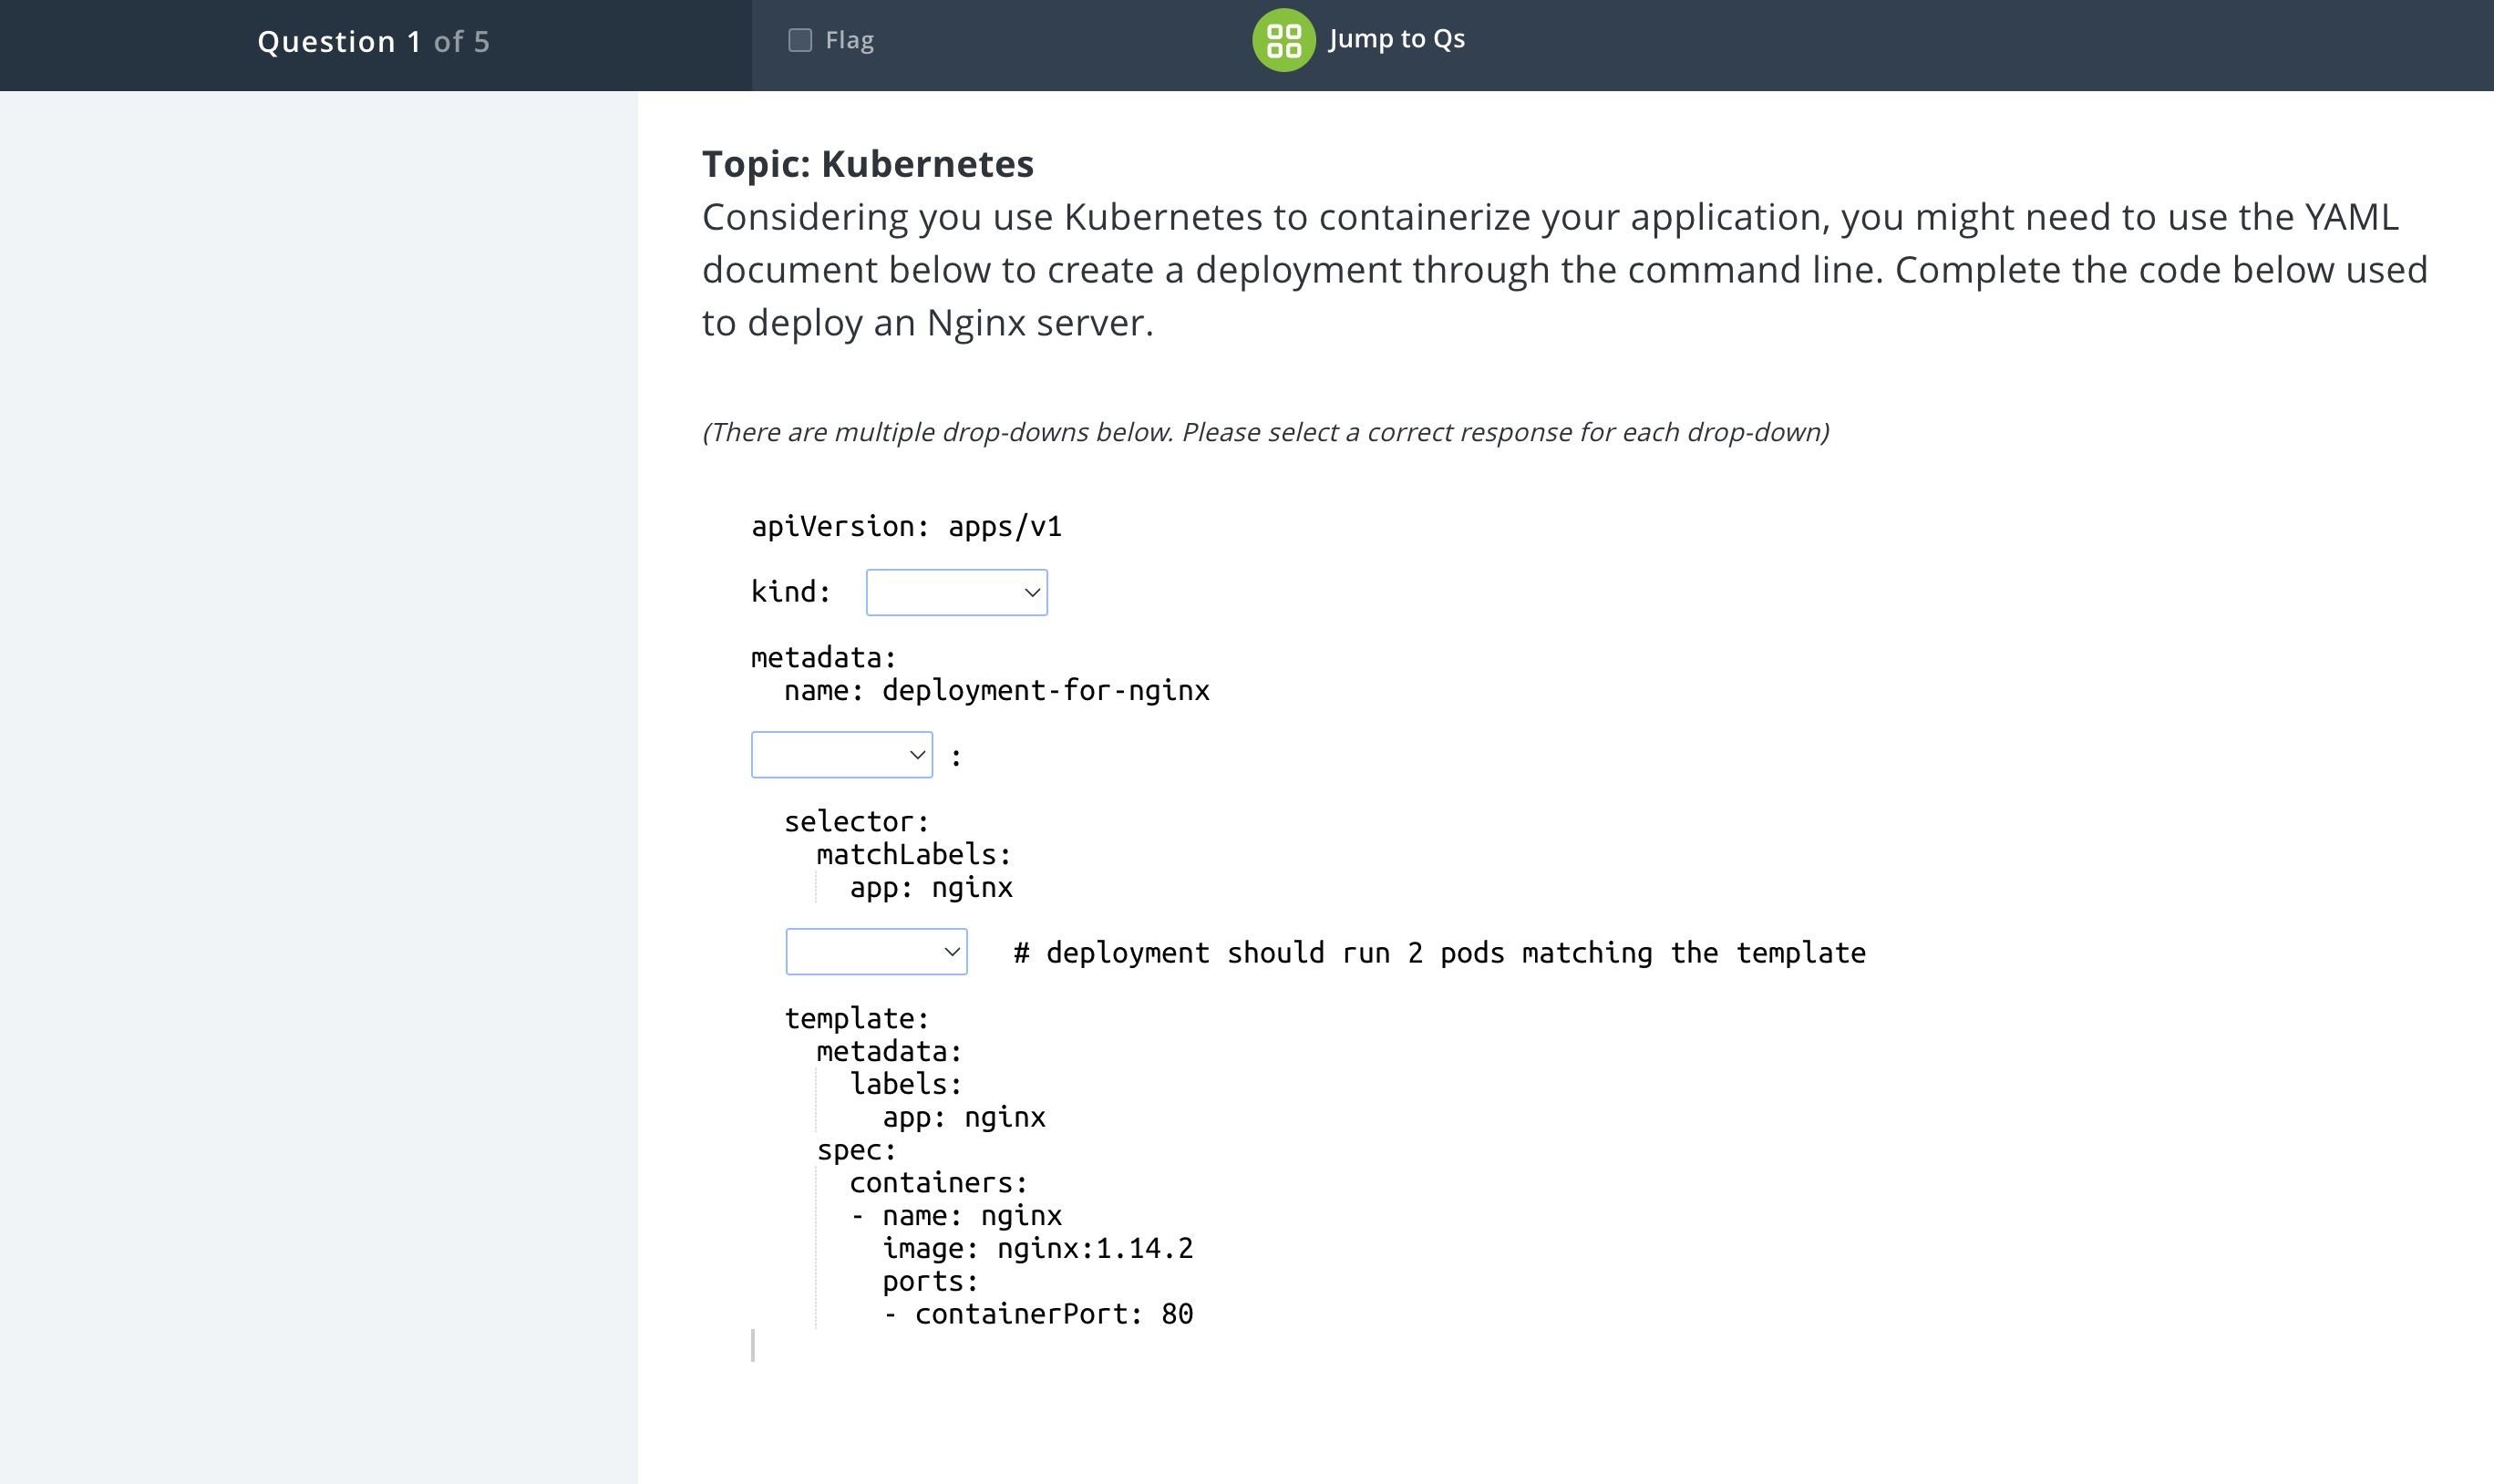 Question 1 of 5
Flag
Jump to Qs
Topic: Kubernetes
Considering you use Kubernetes to containerize your application, you might need to use the YAML
document below to create a deployment through the command line. Complete the code below used
to deploy an Nginx server.
(There are multiple drop-downs below. Please select a correct response for each drop-down)
apiVersion: apps/v1
kind:
metadata:
  name: deployment-for-nginx
:
  selector:
    matchLabels:
      app: nginx
# deployment should run 2 pods matching the template
  template:
    metadata:
      labels:
        app: nginx
    spec:
      containers:
      - name: nginx
        image: nginx:1.14.2
        ports:
        - containerPort: 80